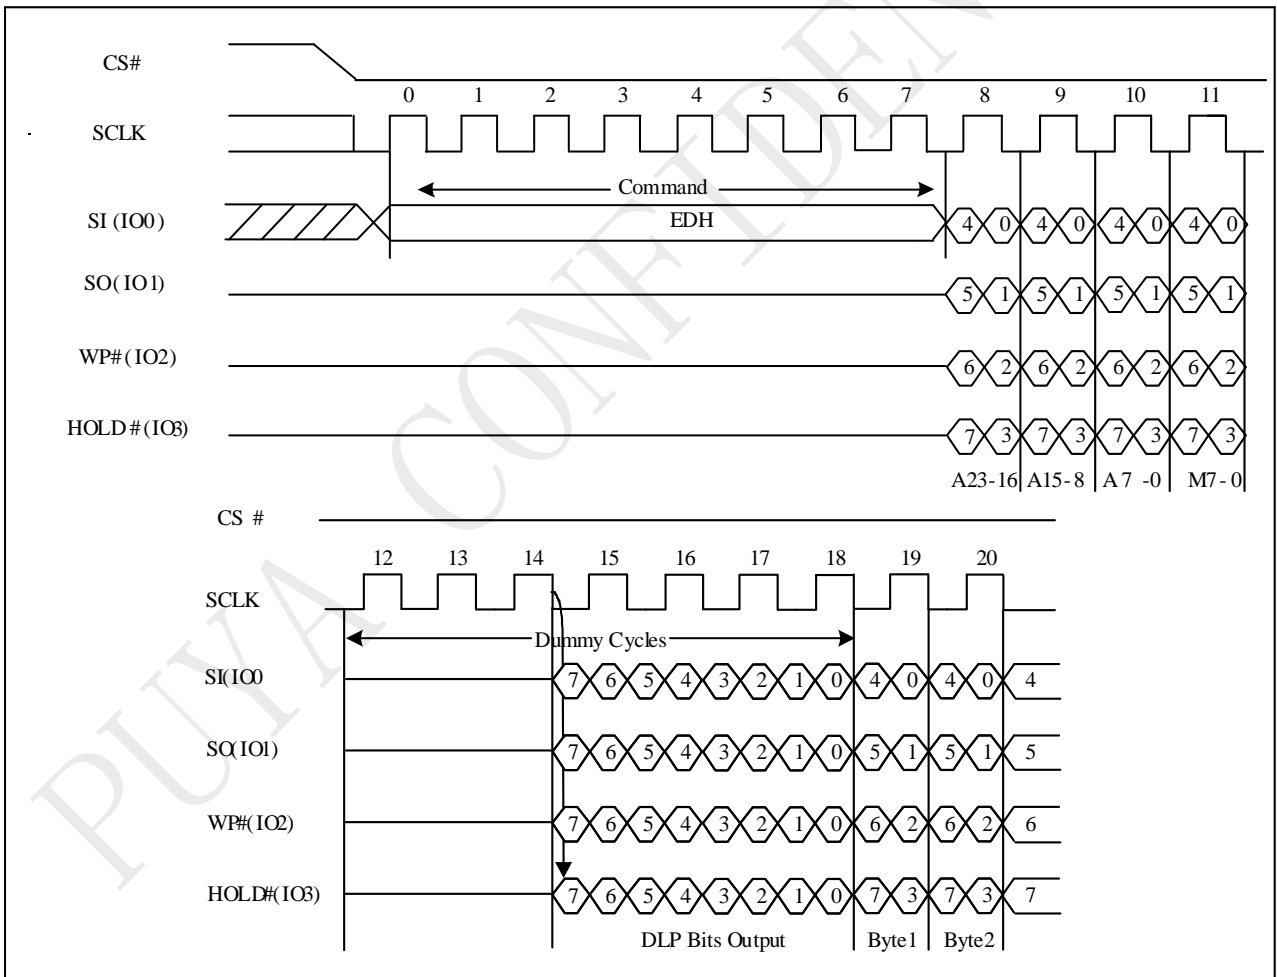 CS#
0 1 2 3 4 5 6 7 8 9 10 11
SCLK
Command
SI (IO0) EDH 4 0 4 0 4 0 4 0
SO(IO1) 5 1 5 1 5 1 5 1
WP#(IO2) 6 2 6 2 6 2 6 2
HOLD#(IO3) 7 3 7 3 7 3 7 3
A23-16 A15-8 A7-0 M7-0
CS #
12 13 14 15 16 17 18 19 20
SCLK
Dummy Cycles
SI(IO0 7 6 5 4 3 2 1 0 4 0 4 0 4
SO(IO1) 7 6 5 4 3 2 1 0 5 1 5 1 5
WP#(IO2) 7 6 5 4 3 2 1 0 6 2 6 2 6
HOLD#(IO3) 7 6 5 4 3 2 1 0 7 3 7 3 7
DLP Bits Output Byte1 Byte2
PUYA CONFIDEN